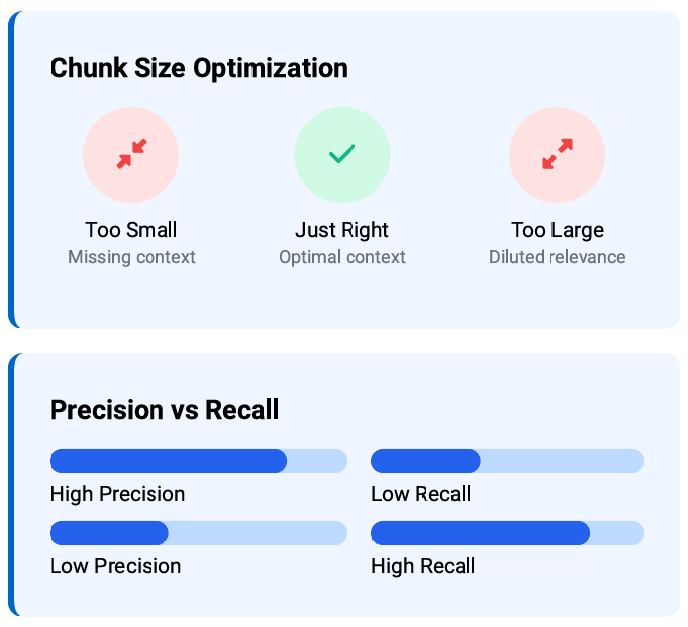 Chunk Size Optimization
Too Small
Missing context
Just Right
Optimal context
Too Large
Diluted relevance
Precision vs Recall
High Precision
Low Recall
Low Precision
High Recall